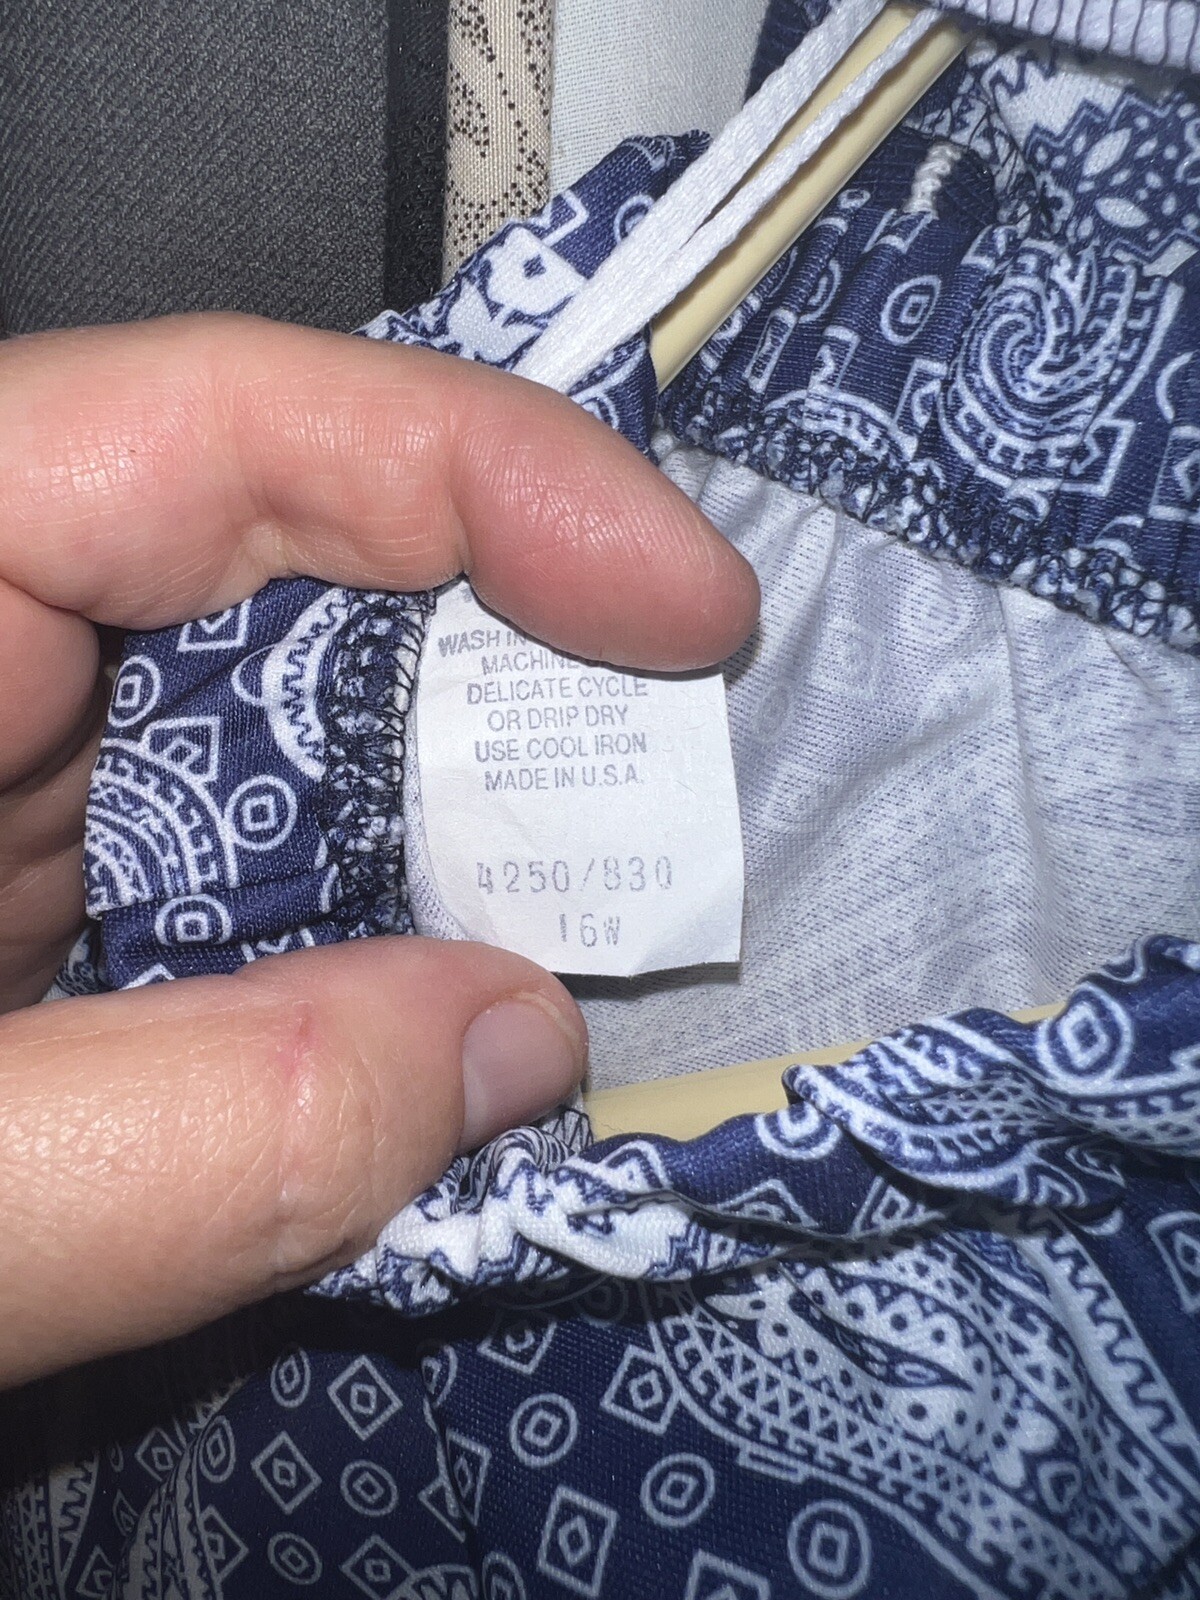 WASH IN
MACHINE
DELICATE CYCLE
OR DRIP DRY
USE COOL IRON
MADE IN U.S.A.
4250/830
16W